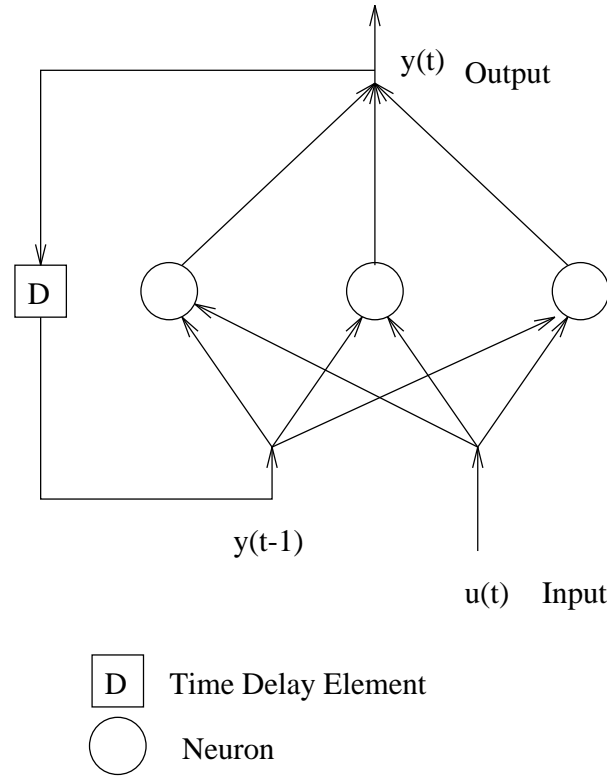 y(t) Output
D
y(t-1)
u(t) Input
D Time Delay Element
Neuron